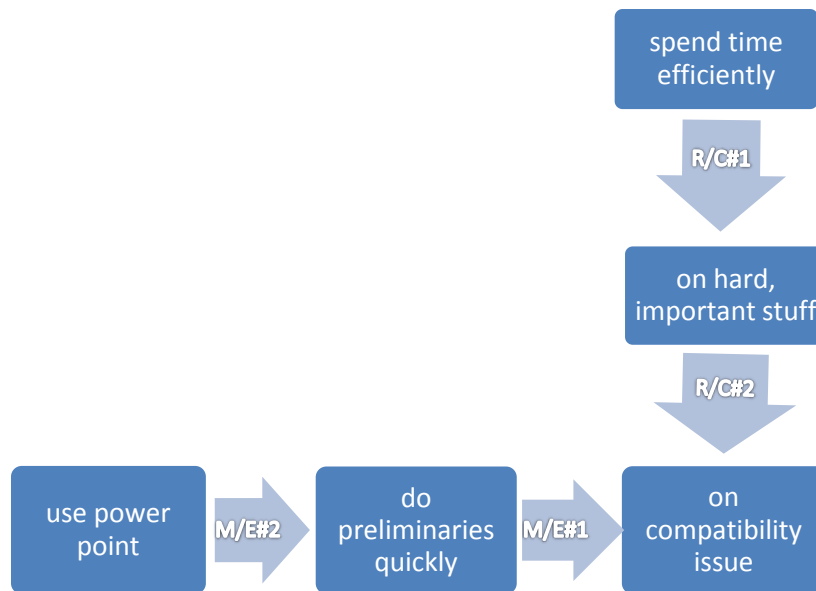 spend time
efficiently
R/C#1
on hard,
important stuff
R/C#2
use power
point
M/E#2
do
preliminaries
quickly
M/E#1
on
compatibility
issue